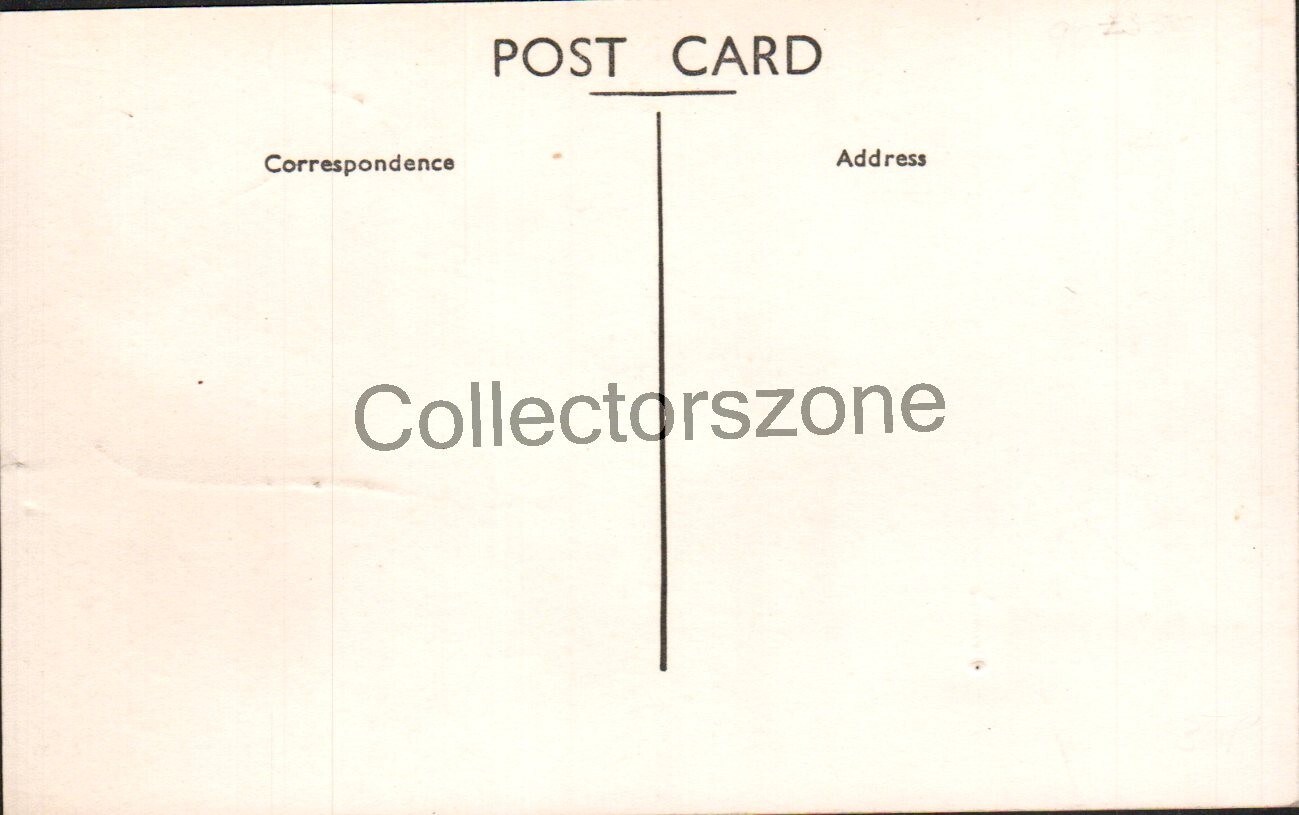 POST CARD
Correspondence
Address
Collectorszone